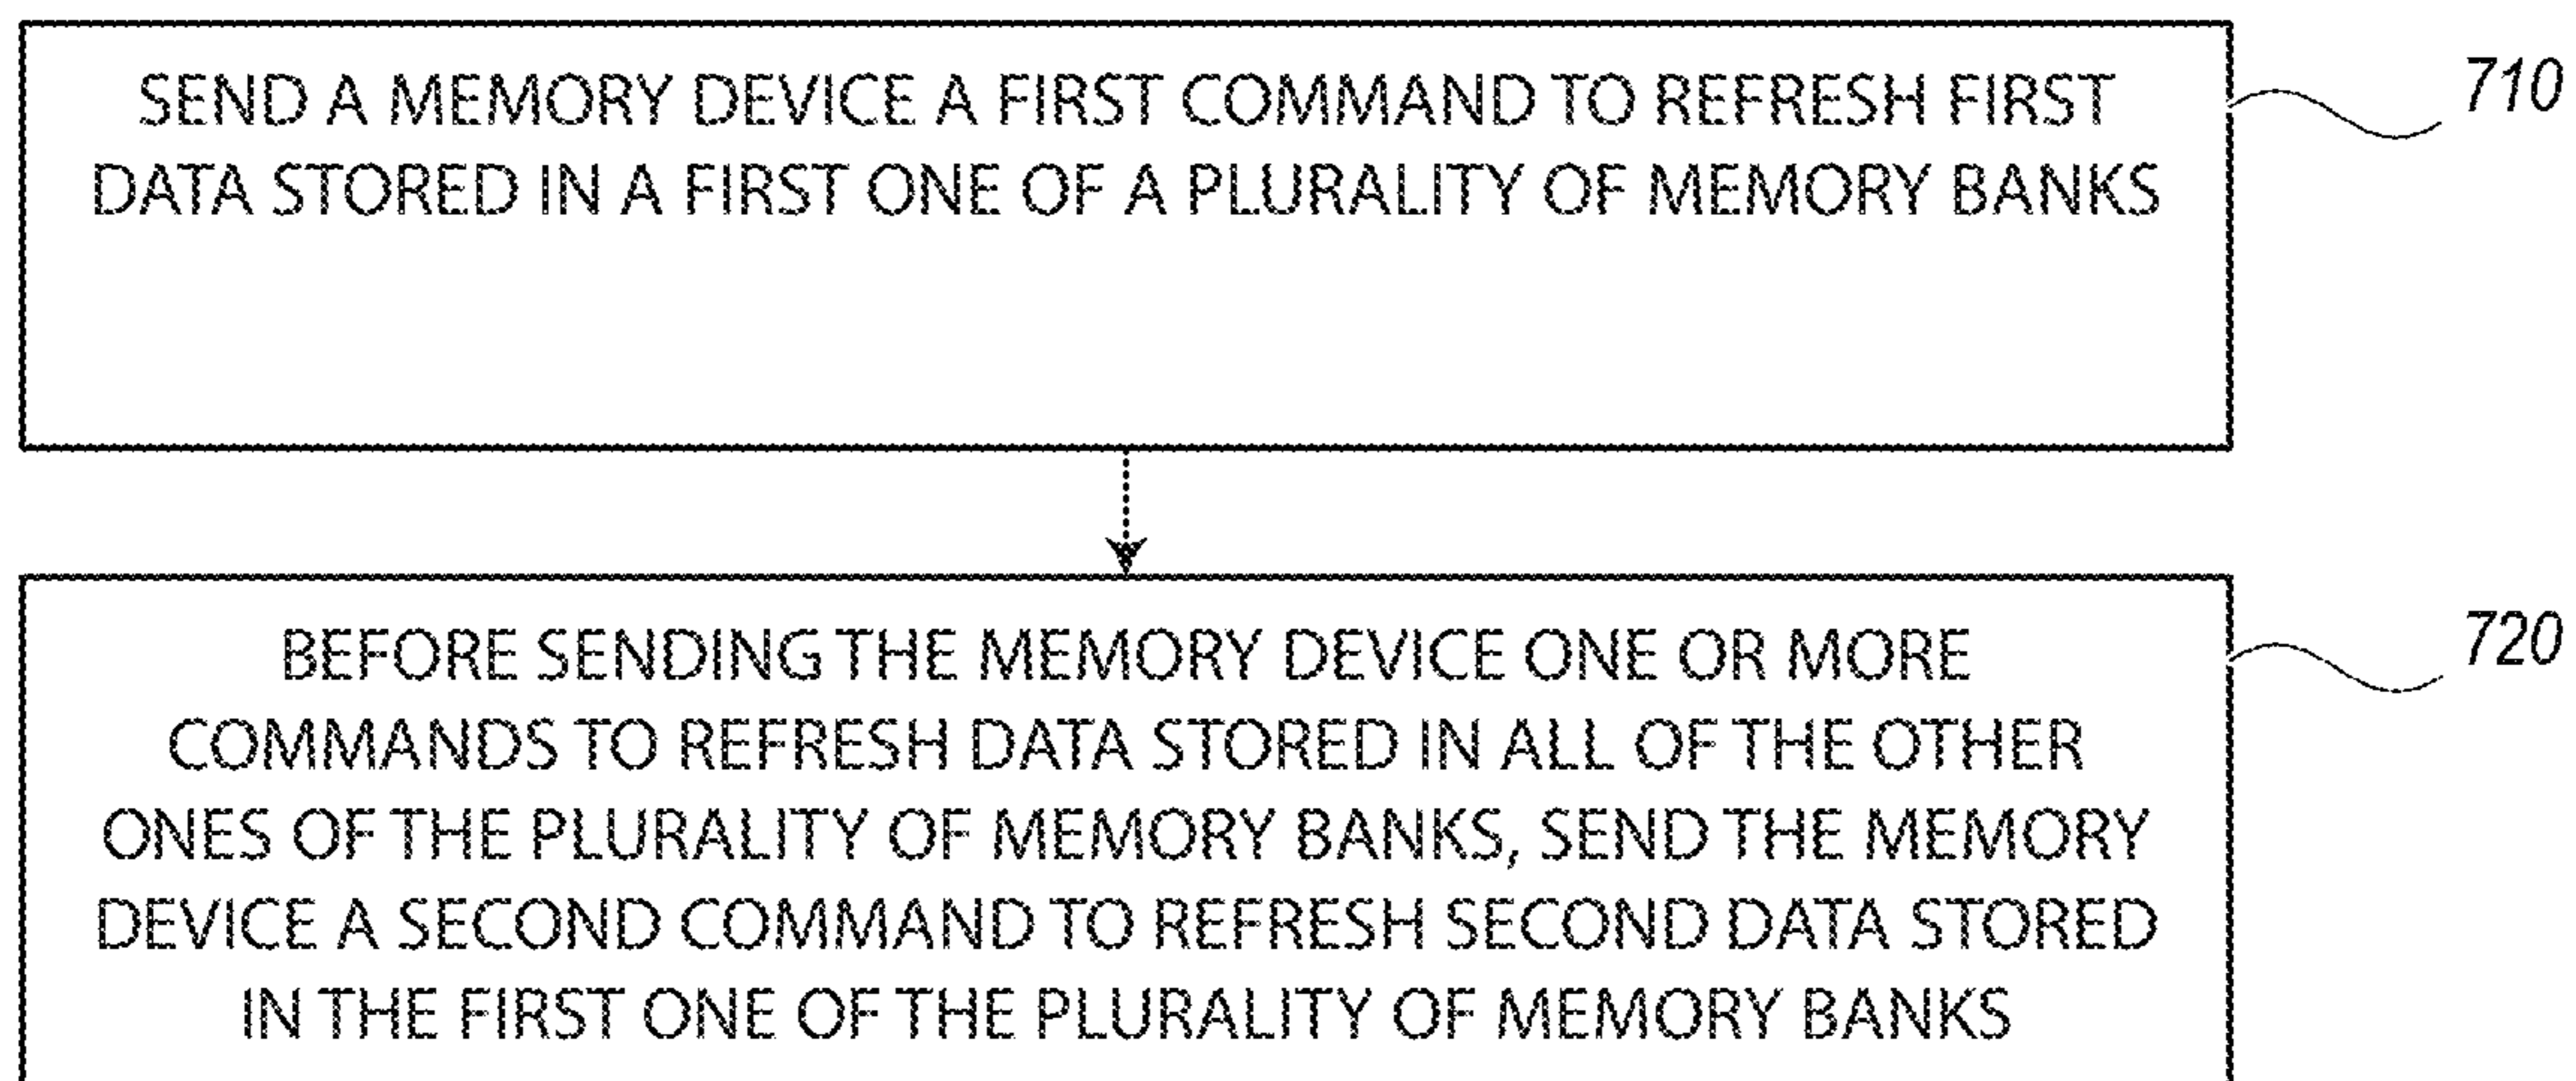 SEND A MEMORY DEVICE A FIRST COMMAND TO REFRESH FIRST
DATA STORED IN A FIRST ONE OF A PLURALITY OF MEMORY BANKS
710
BEFORE SENDING THE MEMORY DEVICE ONE OR MORE
COMMANDS TO REFRESH DATA STORED IN ALL OF THE OTHER
ONES OF THE PLURALITY OF MEMORY BANKS, SEND THE MEMORY
DEVICE A SECOND COMMAND TO REFRESH SECOND DATA STORED
IN THE FIRST ONE OF THE PLURALITY OF MEMORY BANKS
720